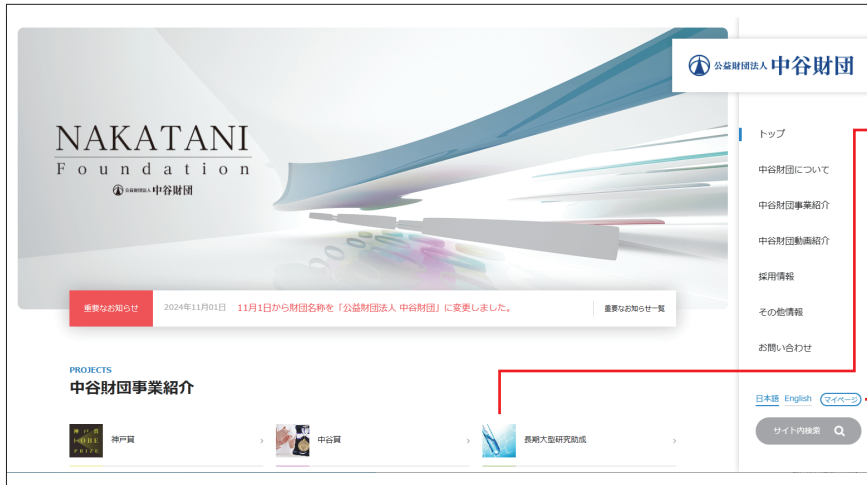 NAKATANI
Foundation
公益財団法人 中谷財団
重要なお知らせ 2024年11月01日 11月1日から財団名称を「公益財団法人 中谷財団」に変更しました。 重要なお知らせ一覧
PROJECTS
中谷財団事業紹介
神戸賞
KOBE
PRIZE
神戸賞
中谷賞
長期大型研究助成
公益財団法人 中谷財団
トップ
中谷財団について
中谷財団事業紹介
中谷財団動画紹介
採用情報
その他情報
お問い合わせ
日本語 English マイページ
サイト内検索